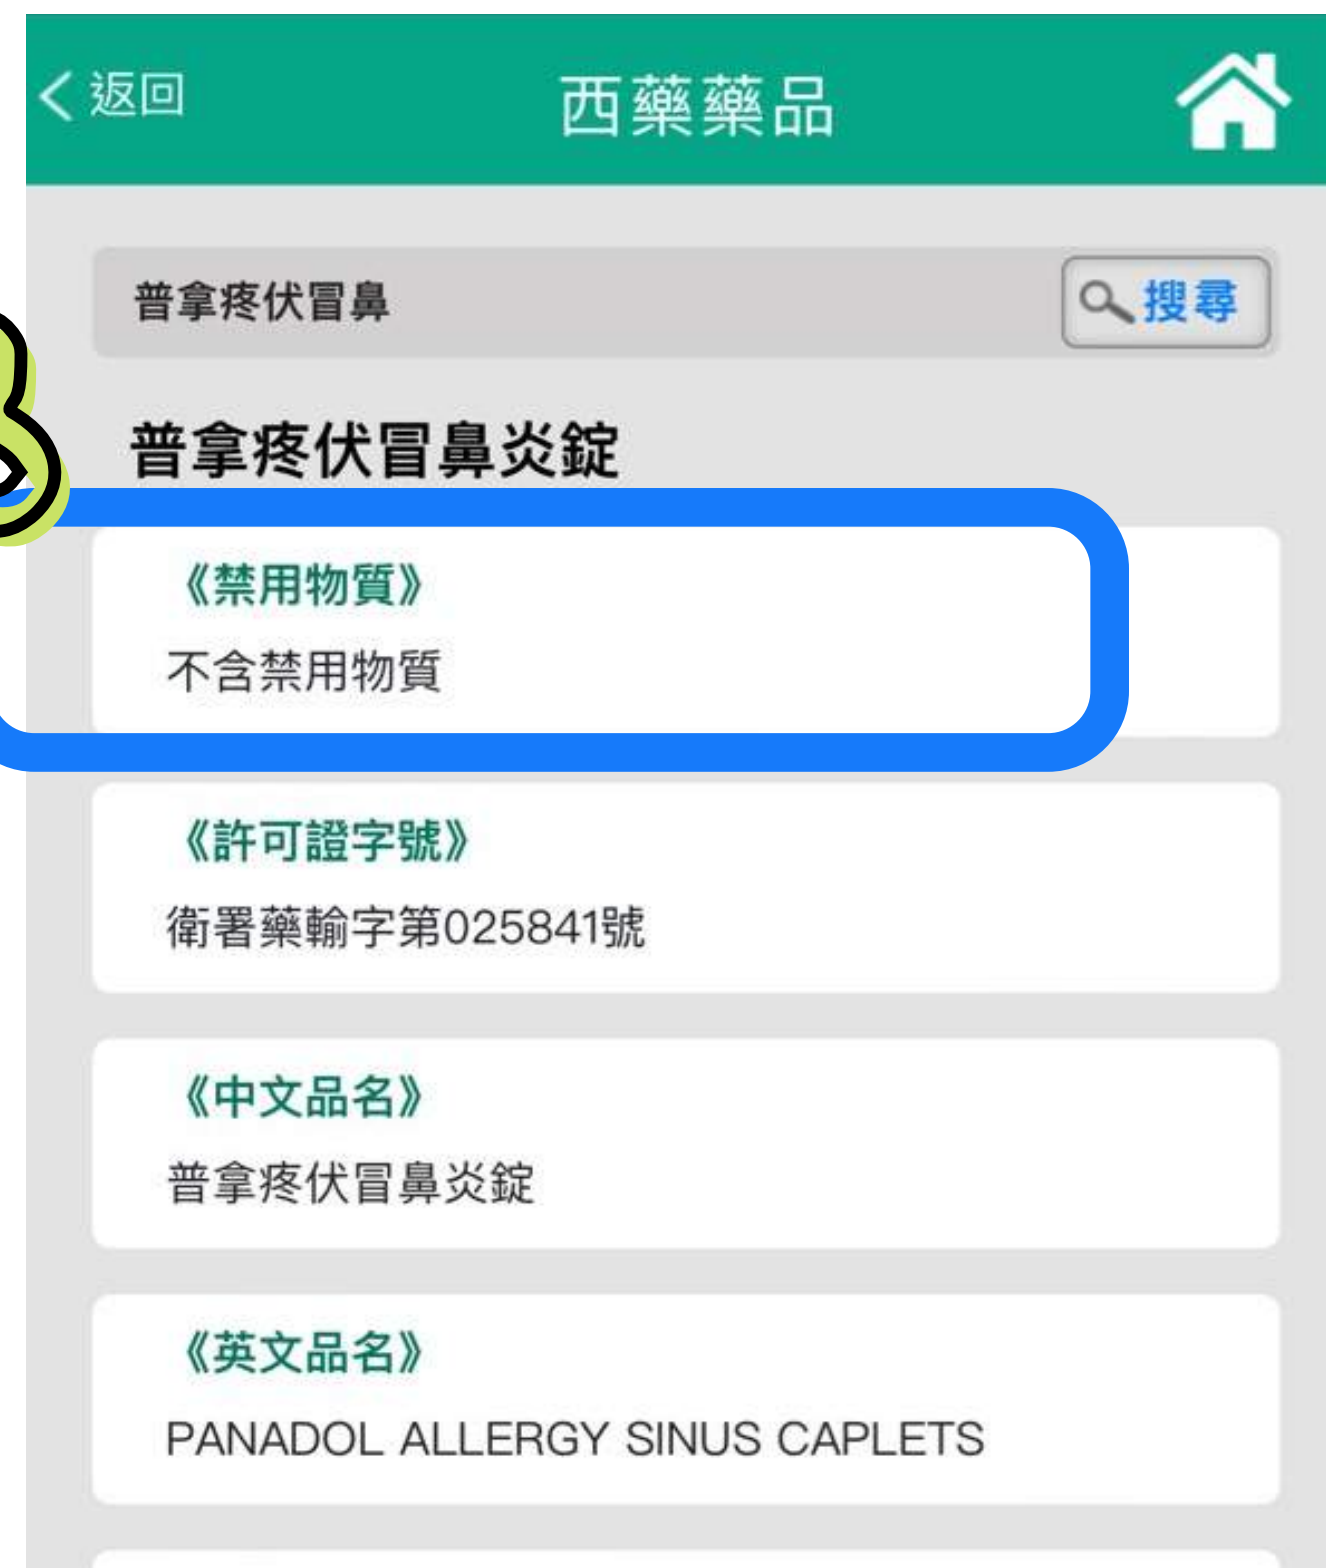 返回
西藥藥品
普拿疼伏冒鼻
搜尋
普拿疼伏冒鼻炎錠
《禁用物質》
不含禁用物質
《許可證字號》
衛署藥輸字第025841號
《中文品名》
普拿疼伏冒鼻炎錠
《英文品名》
PANADOL ALLERGY SINUS CAPLETS